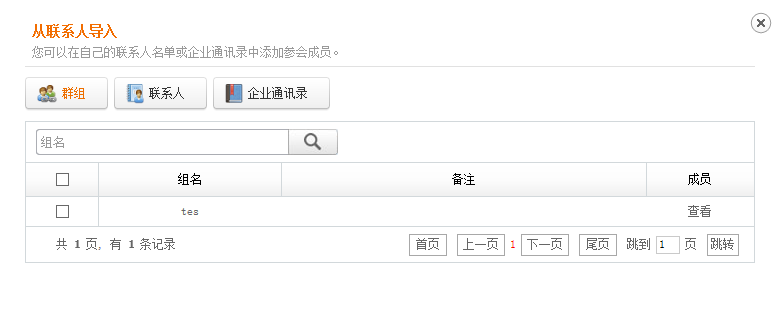 从联系人导入
您可以在自己的联系人名单或企业通讯录中添加参会成员。
群组 联系人 企业通讯录
组名
组名 备注 成员
tes 查看
共 1 页, 有 1 条记录 首页 上一页 1 下一页 尾页 跳到 1 页 跳转